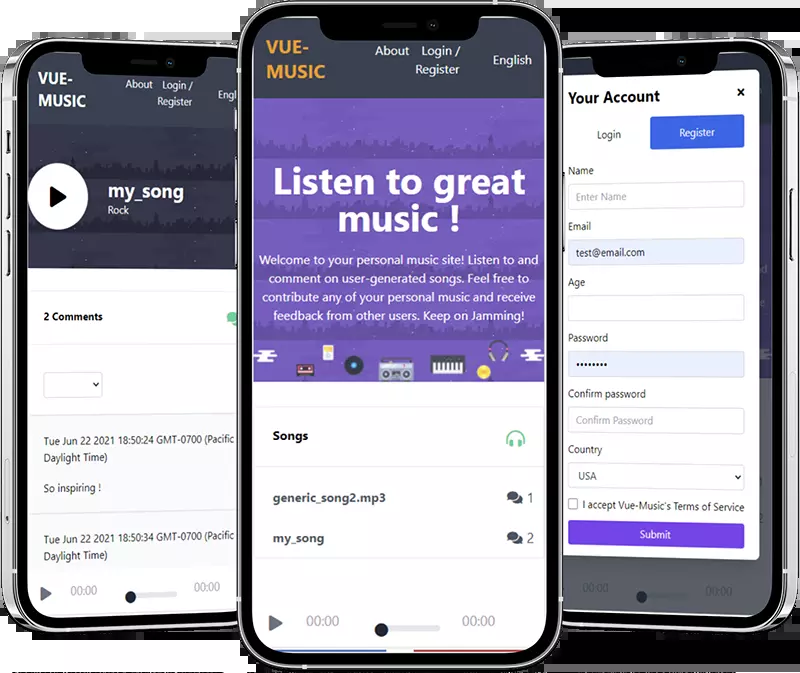 VUE-
MUSIC
About
Login /
Register
Engl
my_song
Rock
2 Comments
Tue Jun 22 2021 18:50:24 GMT-0700 (Pacific
Daylight Time)
So inspiring !
Tue Jun 22 2021 18:50:34 GMT-0700 (Pacific
Daylight Time)
00:00
00:00
VUE-
MUSIC
About
Login /
Register
English
Listen to great
music !
Welcome to your personal music site! Listen to and
comment on user-generated songs. Feel free to
contribute any of your personal music and receive
feedback from other users. Keep on Jamming!
Songs
generic_song2.mp3
1
my_song
2
00:00
00:00
Your Account
×
Login
Register
Name
Enter Name
Email
test@email.com
Age
Password
••••••••
Confirm password
Confirm Password
Country
USA
I accept Vue-Music's Terms of Service
Submit
00:00
00:00